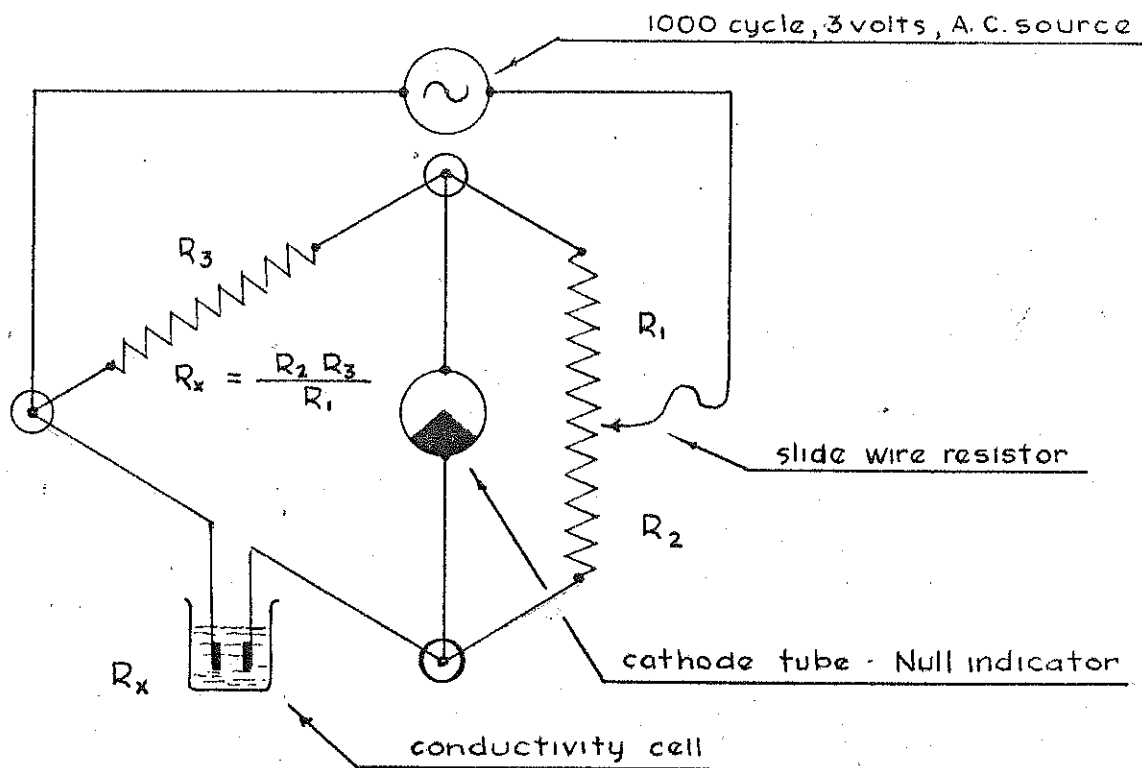 1000 cycle, 3 volts, A.C. source
R3
R1
Rx = R2 R3 / R1
slide wire resistor
R2
cathode tube - Null indicator
Rx
conductivity cell